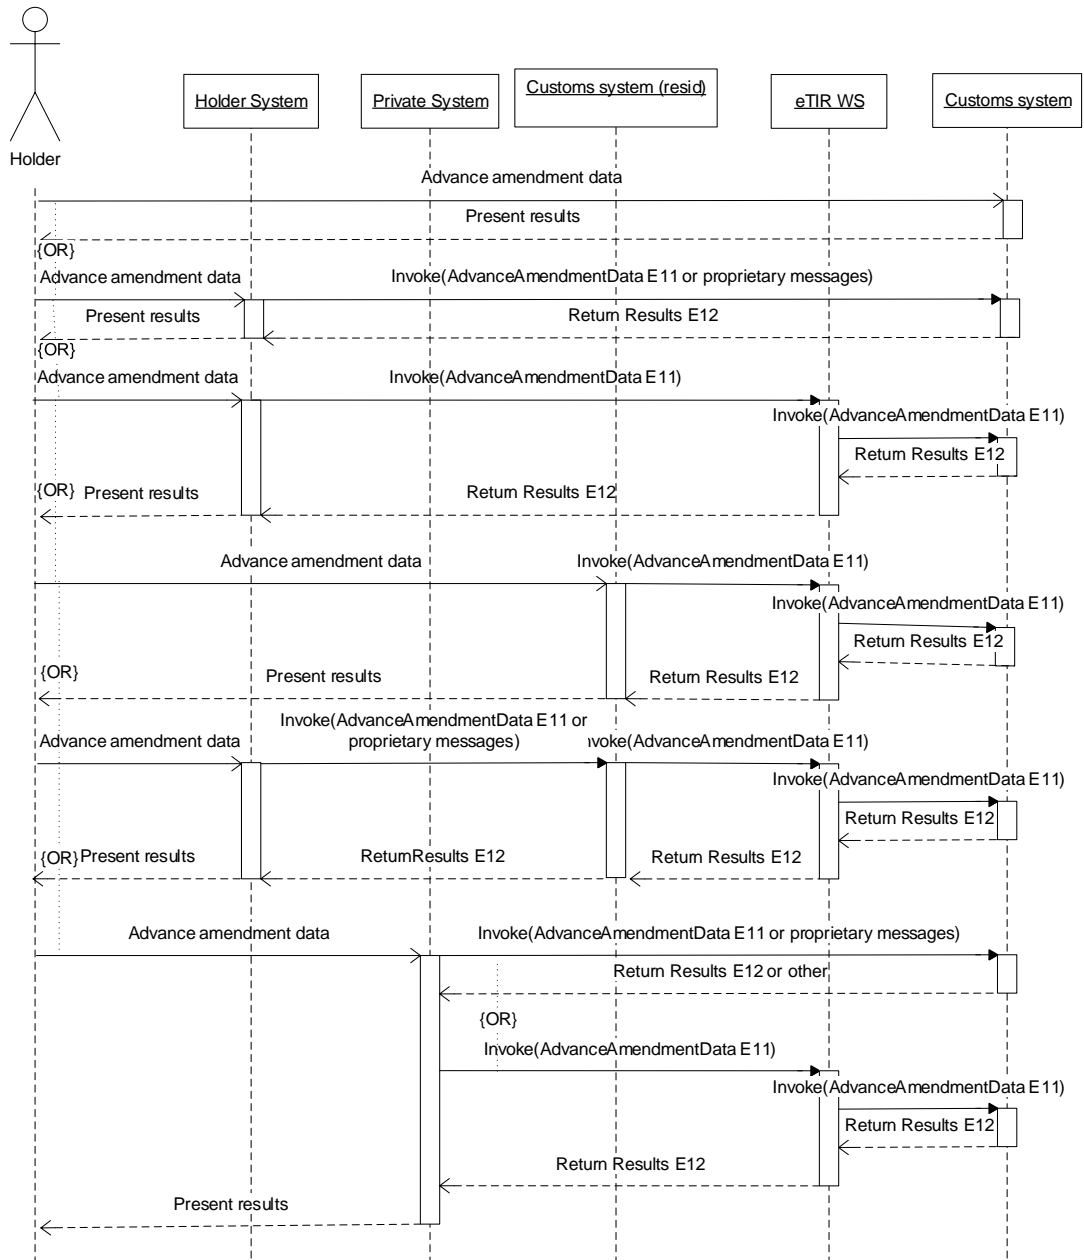 Holder System
Private System
Customs system (resid)
eTIR WS
Customs system
Holder
Advance amendment data
Present results
{OR}
Advance amendment data
Invoke(AdvanceAmendmentData E11 or proprietary messages)
Present results
Return Results E12
{OR}
Advance amendment data
Invoke(AdvanceAmendmentData E11)
Invoke(AdvanceAmendmentData E11)
Return Results E12
{OR}
Present results
Return Results E12
Advance amendment data
Invoke(AdvanceAmendmentData E11)
Invoke(AdvanceAmendmentData E11)
Return Results E12
{OR}
Present results
Return Results E12
Invoke(AdvanceAmendmentData E11 or
proprietary messages)
Advance amendment data
nvoke(AdvanceAmendmentData E11)
Invoke(AdvanceAmendmentData E11)
Return Results E12
{OR}
Present results
ReturnResults E12
Return Results E12
Advance amendment data
Invoke(AdvanceAmendmentData E11 or proprietary messages)
Return Results E12 or other
{OR}
Invoke(AdvanceAmendmentData E11)
Invoke(AdvanceAmendmentData E11)
Return Results E12
Return Results E12
Present results